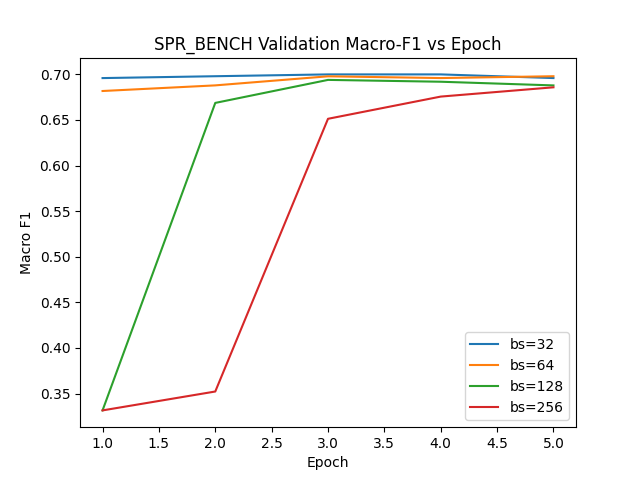 SPR_BENCH Validation Macro-F1 vs Epoch
Macro F1
0.70
0.65
0.60
0.55
0.50
0.45
0.40
0.35
bs=32
bs=64
bs=128
bs=256
1.0 1.5 2.0 2.5 3.0 3.5 4.0 4.5 5.0
Epoch